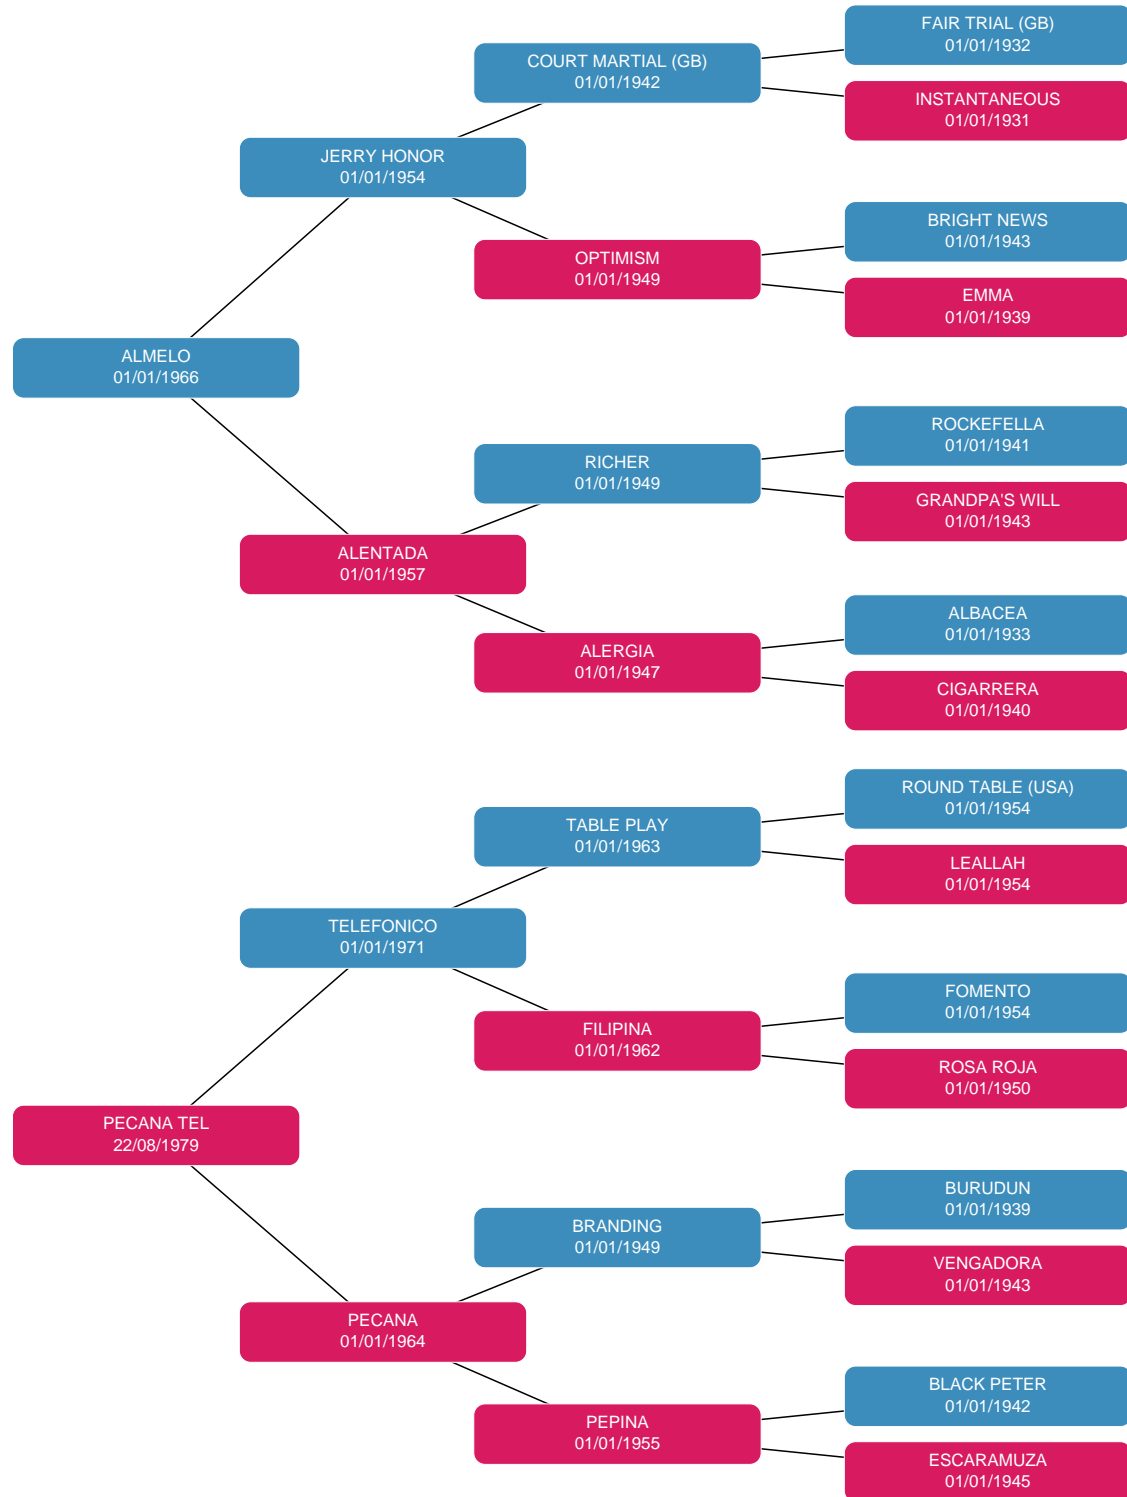 FAIR TRIAL (GB)
01/01/1932
COURT MARTIAL (GB)
01/01/1942
INSTANTANEOUS
01/01/1931
JERRY HONOR
01/01/1954
BRIGHT NEWS
01/01/1943
OPTIMISM
01/01/1949
EMMA
01/01/1939
ALMELO
01/01/1966
ROCKEFELLA
01/01/1941
RICHER
01/01/1949
GRANDPA'S WILL
01/01/1943
ALENTADA
01/01/1957
ALBACEA
01/01/1933
ALERGIA
01/01/1947
CIGARRERA
01/01/1940
ROUND TABLE (USA)
01/01/1954
TABLE PLAY
01/01/1963
LEALLAH
01/01/1954
TELEFONICO
01/01/1971
FOMENTO
01/01/1954
FILIPINA
01/01/1962
ROSA ROJA
01/01/1950
PECANA TEL
22/08/1979
BURUDUN
01/01/1939
BRANDING
01/01/1949
VENGADORA
01/01/1943
PECANA
01/01/1964
BLACK PETER
01/01/1942
PEPINA
01/01/1955
ESCARAMUZA
01/01/1945